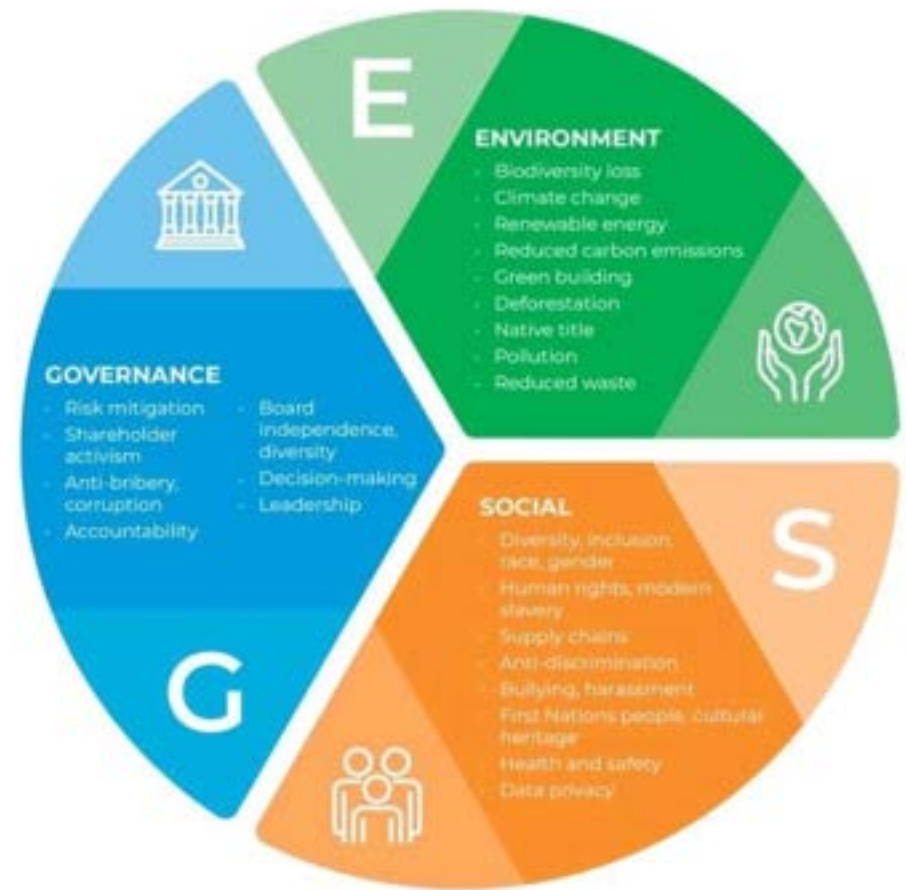 E
ENVIRONMENT
- Biodiversity loss
- Climate change
- Renewable energy
- Reduced carbon emissions
- Green building
- Deforestation
- Native title
- Pollution
- Reduced waste
S
SOCIAL
- Diversity, inclusion,
race, gender
- Human rights, modern
slavery
- Supply chains
- Anti-discrimination
- Bullying, harassment
- First Nations people, cultural
heritage
- Health and safety
- Data privacy
GOVERNANCE
- Risk mitigation
- Shareholder
activism
- Anti-bribery,
corruption
- Accountability
- Board
independence,
diversity
- Decision-making
- Leadership
G